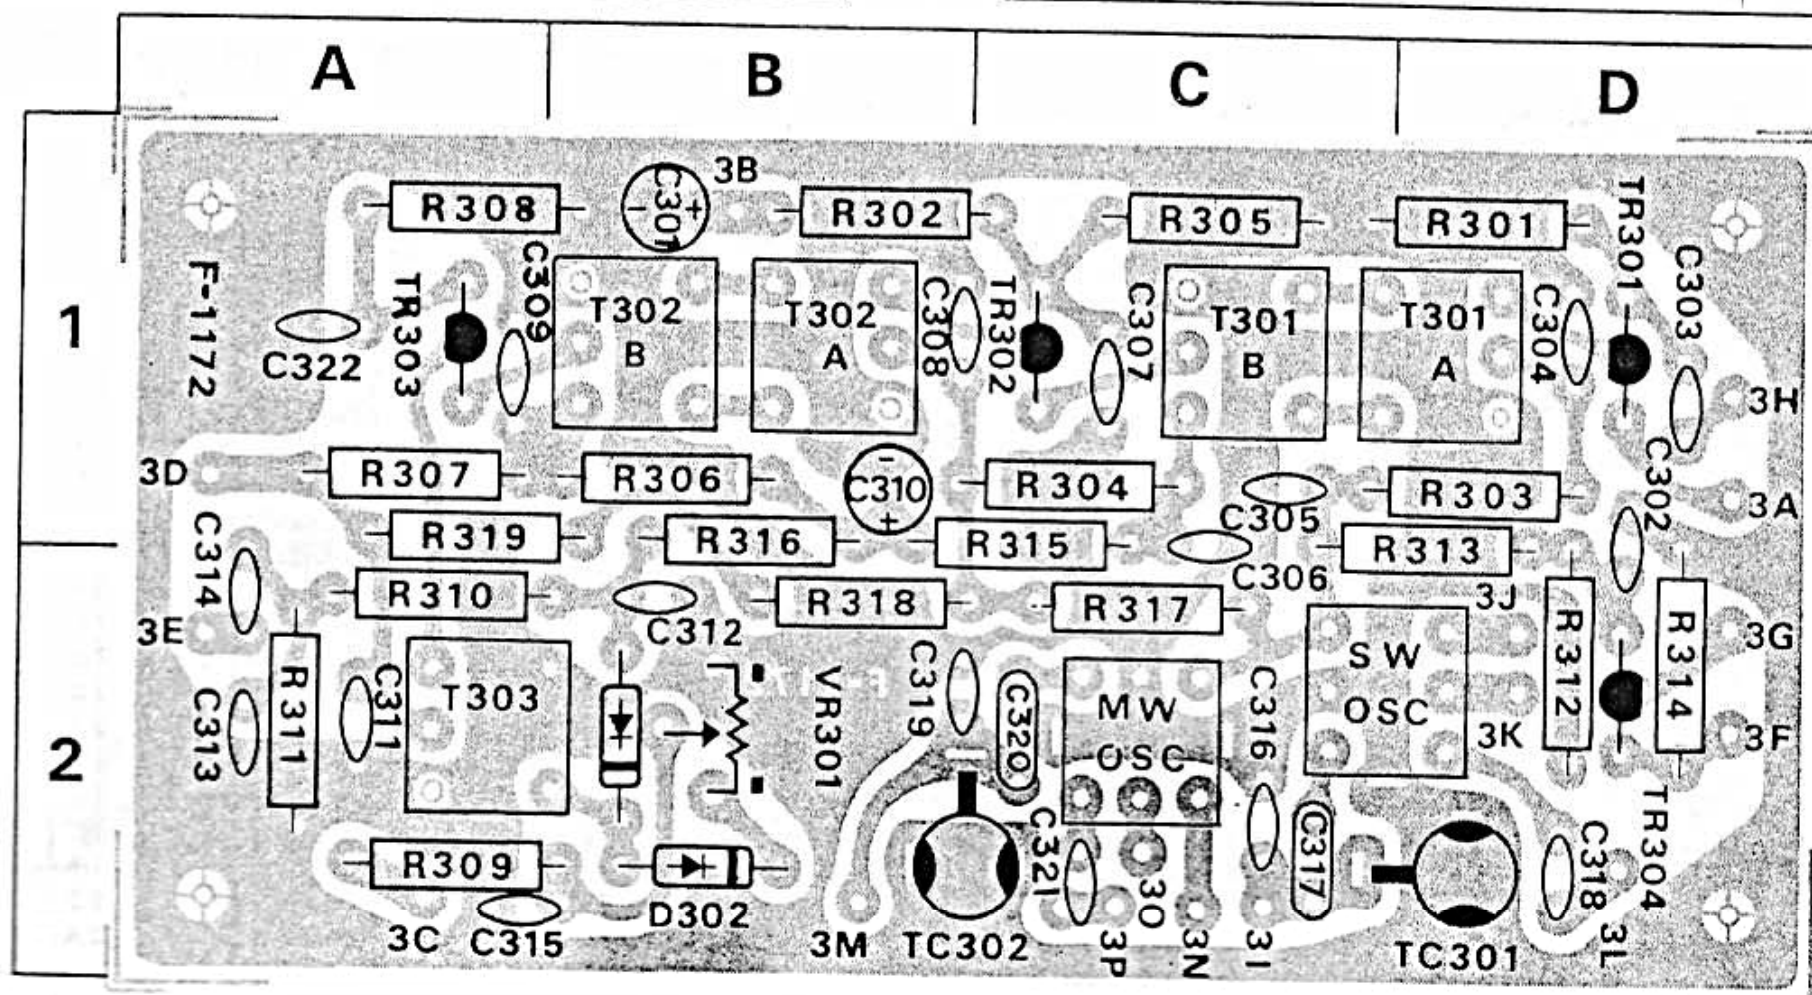 A B C D
1
2
3B
R308
C301
- +
R302
R305
R301
TR301
C303
F-1172
C322
TR303
C309
T302
B
T302
A
C308
TR302
C307
T301
B
T301
A
C304
3H
3D
R307
R306
-
C310
+
R304
C305
R303
C302
3A
C314
R319
R316
R315
C306
R313
R310
C312
R318
R317
3J
3E
R312
R314
3G
C313
R311
C311
T303
VR301
C319
C320
MW
OSC
C316
SW
OSC
3K
3F
R309
D302
C321
30
C317
C318
TR304
3C
C315
3M
TC302
3P
3N
3I
TC301
3L